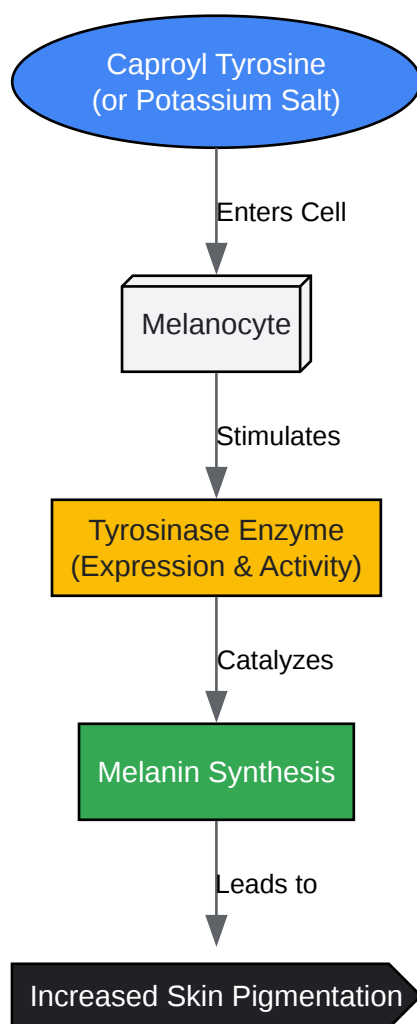 Caproyl Tyrosine
(or Potassium Salt)
Enters Cell
Melanocyte
Stimulates
Tyrosinase Enzyme
(Expression & Activity)
Catalyzes
Melanin Synthesis
Leads to
Increased Skin Pigmentation